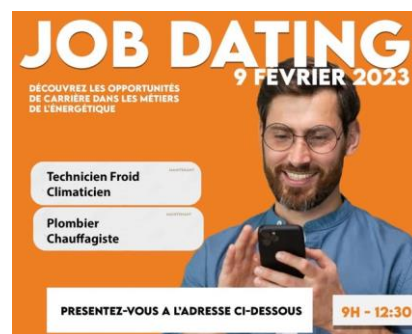 JOB DATING
9 FÉVRIER 2023
DÉCOUVREZ LES OPPORTUNITÉS
DE CARRIÈRE DANS LES MÉTIERS
DE L'ÉNERGÉTIQUE
Technicien Froid
Climaticien
Plombier
Chauffagiste
PRESENTEZ-VOUS A L'ADRESSE CI-DESSOUS
9H - 12:30